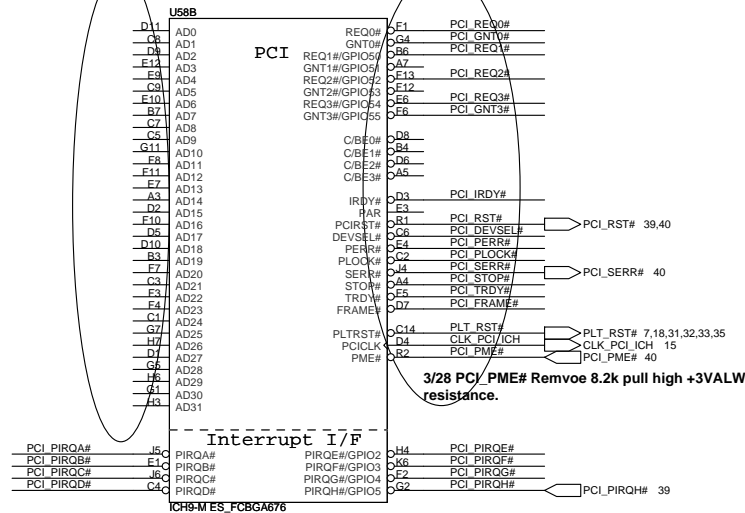 U58B
PCI
D11 AD0
C8 AD1
D9 AD2
E12 AD3
E9 AD4
C9 AD5
E10 AD6
B7 AD7
C7 AD8
C5 AD9
G11 AD10
F8 AD11
F11 AD12
E7 AD13
A3 AD14
D2 AD15
F10 AD16
D5 AD17
D10 AD18
B3 AD19
F7 AD20
C3 AD21
F3 AD22
F4 AD23
C1 AD24
G7 AD25
H7 AD26
D1 AD27
G5 AD28
H6 AD29
G1 AD30
H3 AD31
REQ0# F1 PCI_REQ0#
GNT0# G4 PCI_GNT0#
REQ1#/GPIO50 B6 PCI_REQ1#
GNT1#/GPIO51 A7
REQ2#/GPIO52 F13 PCI_REQ2#
GNT2#/GPIO53 F12
REQ3#/GPIO54 E6 PCI_REQ3#
GNT3#/GPIO55 F6 PCI_GNT3#
C/BE0# D8
C/BE1# B4
C/BE2# D6
C/BE3# A5
IRDY# D3 PCI_IRDY#
PAR E3
PCIRST# R1 PCI_RST# PCI_RST# 39,40
DEVSEL# C6 PCI_DEVSEL#
PERR# E4 PCI_PERR#
PLOCK# C2 PCI_PLOCK#
SERR# J4 PCI_SERR# PCI_SERR# 40
STOP# A4 PCI_STOP#
TRDY# F5 PCI_TRDY#
FRAME# D7 PCI_FRAME#
PLTRST# C14 PLT_RST# PLT_RST# 7,18,31,32,33,35
PCICLK D4 CLK_PCI_ICH CLK_PCI_ICH 15
PME# R2 PCI_PME# PCI_PME# 40
3/28 PCI_PME# Remvoe 8.2k pull high +3VALW
resistance.
Interrupt I/F
PCI_PIRQA# J5 PIRQA# PIRQE#/GPIO2 H4 PCI_PIRQE#
PCI_PIRQB# E1 PIRQB# PIRQF#/GPIO3 K6 PCI_PIRQF#
PCI_PIRQC# J6 PIRQC# PIRQG#/GPIO4 F2 PCI_PIRQG#
PCI_PIRQD# C4 PIRQD# PIRQH#/GPIO5 G2 PCI_PIRQH# PCI_PIRQH# 39
ICH9-M ES_FCBGA676